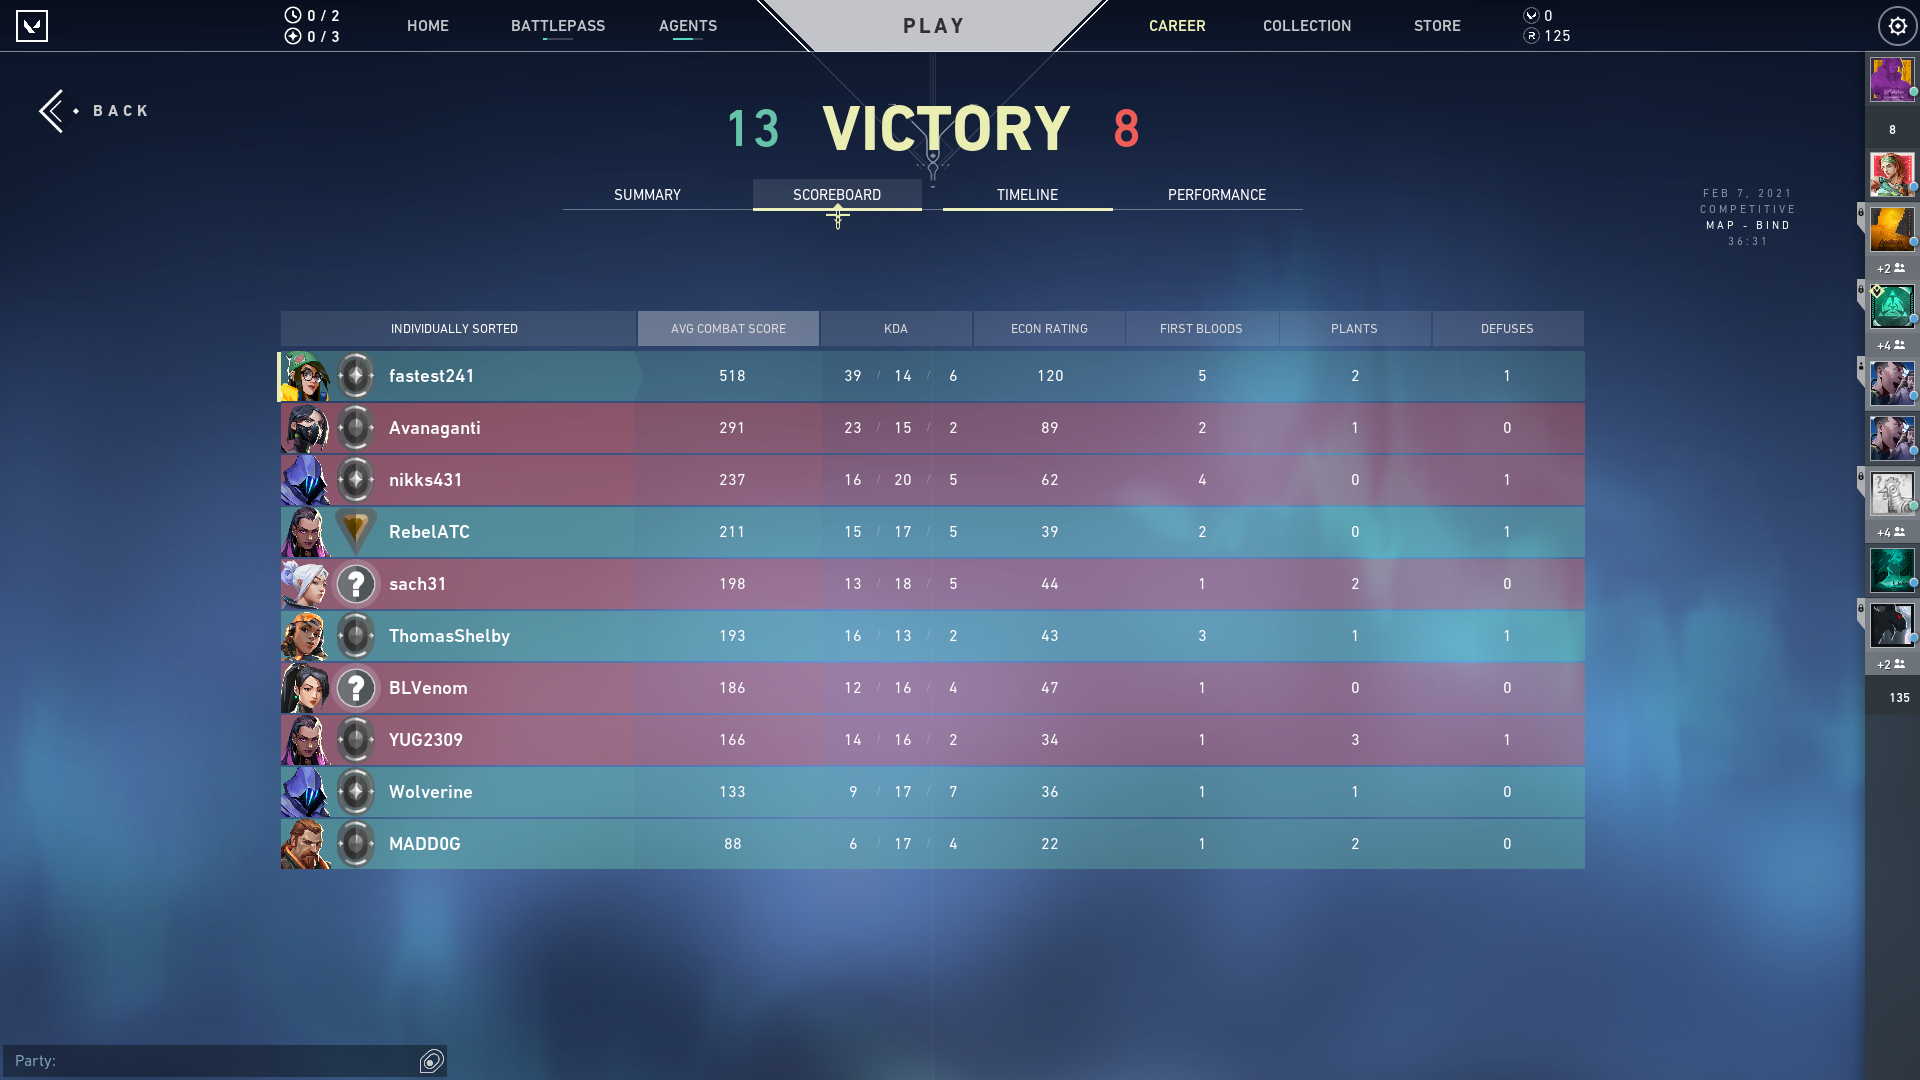 0 / 2
0 / 3
HOME
BATTLEPASS
AGENTS
PLAY
CAREER
COLLECTION
STORE
0
125
BACK
13 VICTORY 8
SUMMARY
SCOREBOARD
TIMELINE
PERFORMANCE
FEB 7, 2021
COMPETITIVE
MAP - BIND
36:31
INDIVIDUALLY SORTED AVG COMBAT SCORE KDA ECON RATING FIRST BLOODS PLANTS DEFUSES
fastest241 518 39 / 14 / 6 120 5 2 1
Avanaganti 291 23 / 15 / 2 89 2 1 0
nikks431 237 16 / 20 / 5 62 4 0 1
RebelATC 211 15 / 17 / 5 39 2 0 1
sach31 198 13 / 18 / 5 44 1 2 0
ThomasShelby 193 16 / 13 / 2 43 3 1 1
BLVenom 186 12 / 16 / 4 47 1 0 0
YUG2309 166 14 / 16 / 2 34 1 3 1
Wolverine 133 9 / 17 / 7 36 1 1 0
MADD0G 88 6 / 17 / 4 22 1 2 0
8
+2
+4
+4
+2
135
Party: